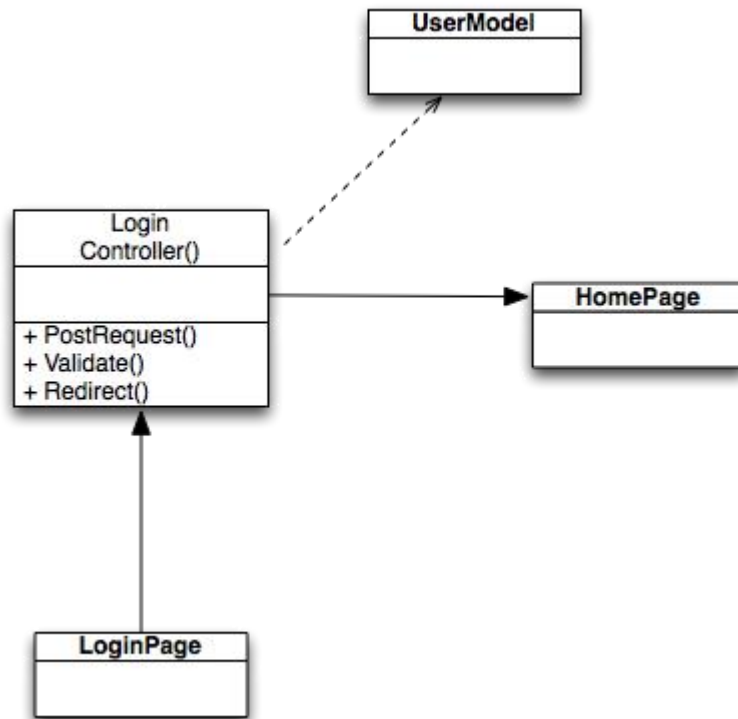 UserModel
Login
Controller()
+ PostRequest()
+ Validate()
+ Redirect()
HomePage
LoginPage